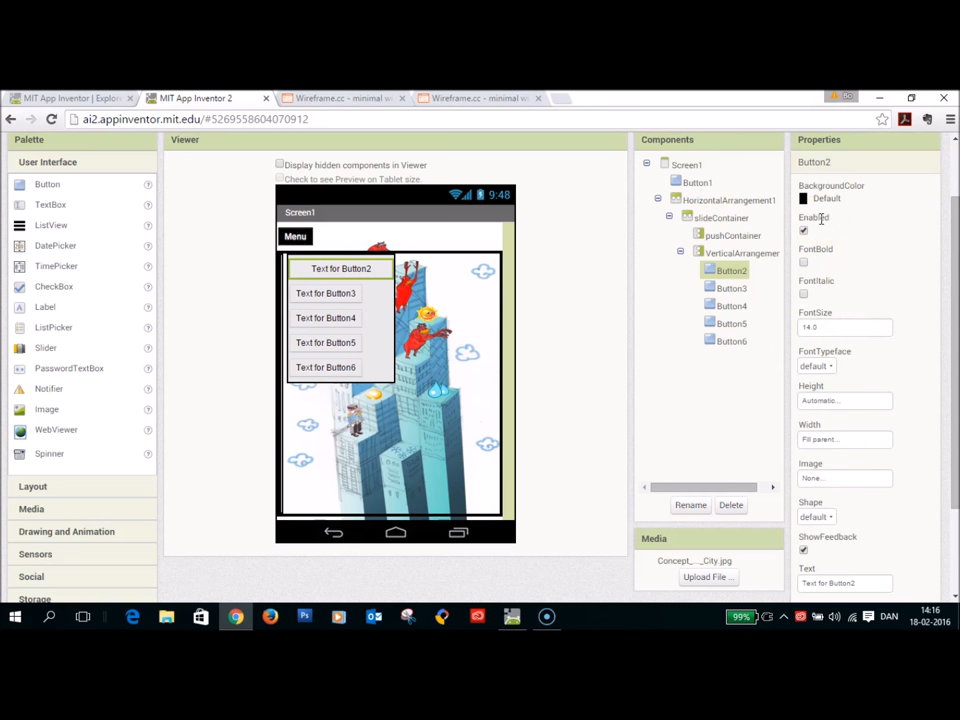 MIT App Inventor | Explore
MIT App Inventor 2
Wireframe.cc - minimal w
Wireframe.cc - minimal w
Bo
ai2.appinventor.mit.edu/#5269558604070912
Palette
Viewer
Components
Properties
User Interface
Button
TextBox
ListView
DatePicker
TimePicker
CheckBox
Label
ListPicker
Slider
PasswordTextBox
Notifier
Image
WebViewer
Spinner
Layout
Media
Drawing and Animation
Sensors
Social
Storage
Display hidden components in Viewer
Check to see Preview on Tablet size.
9:48
Screen1
Menu
Text for Button2
Text for Button3
Text for Button4
Text for Button5
Text for Button6
Screen1
Button1
HorizontalArrangement1
slideContainer
pushContainer
VerticalArrangemer
Button2
Button3
Button4
Button5
Button6
Rename
Delete
Media
Concept_..._City.jpg
Upload File ...
Button2
BackgroundColor
Default
Enabled
FontBold
FontItalic
FontSize
14.0
FontTypeface
default
Height
Automatic...
Width
Fill parent...
Image
None...
Shape
default
ShowFeedback
Text
Text for Button2
99%
DAN
14:16
18-02-2016